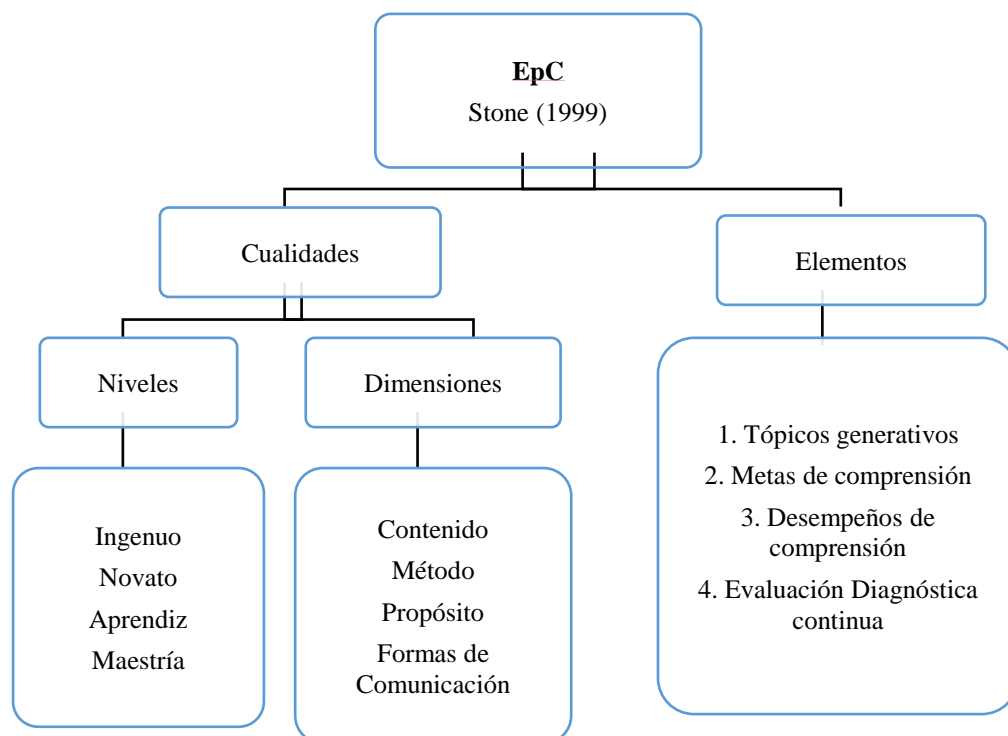 EpC
Stone (1999)
Cualidades
Elementos
Niveles
Dimensiones
Ingenuo
Novato
Aprendiz
Maestría
Contenido
Método
Propósito
Formas de
Comunicación
1. Tópicos generativos
2. Metas de comprensión
3. Desempeños de
comprensión
4. Evaluación Diagnóstica
continua